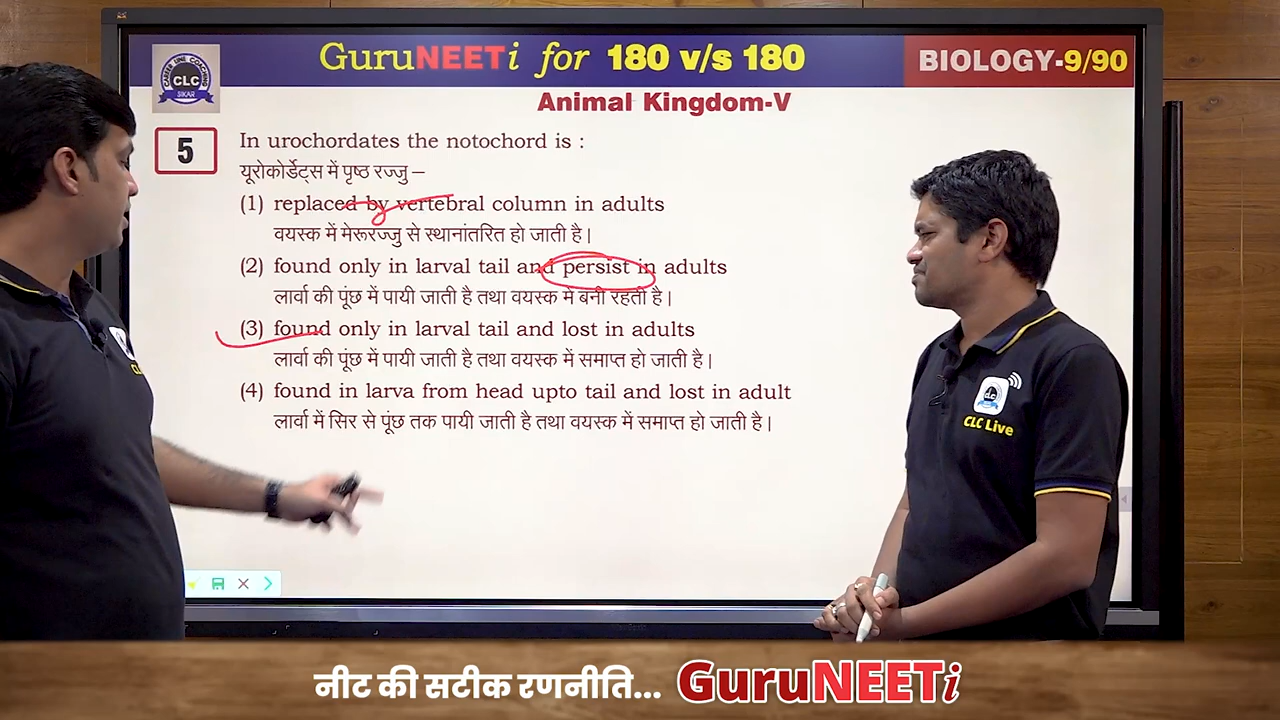 GuruNEETi for 180 v/s 180
BIOLOGY-9/90
CAREER LINE COACHING
CLC
SIKAR
Animal Kingdom-V
5
In urochordates the notochord is :
यूरोकोर्डेट्स में पृष्ठ रज्जु –
(1) replaced by vertebral column in adults
वयस्क में मेरूरज्जु से स्थानांतरित हो जाती है।
(2) found only in larval tail and persist in adults
लार्वा की पूंछ में पायी जाती है तथा वयस्क में बनी रहती है।
(3) found only in larval tail and lost in adults
लार्वा की पूंछ में पायी जाती है तथा वयस्क में समाप्त हो जाती है।
(4) found in larva from head upto tail and lost in adult
लार्वा में सिर से पूंछ तक पायी जाती है तथा वयस्क में समाप्त हो जाती है।
CLC
CLC Live
नीट की सटीक रणनीति... GuruNEETi